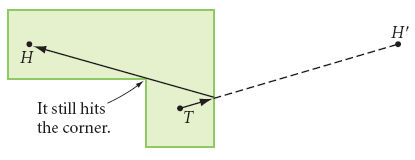 H′
H
It still hits
the corner.
T